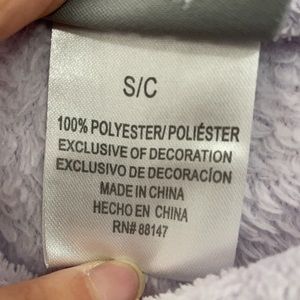 S/C
100% POLYESTER/POLIÉSTER
EXCLUSIVE OF DECORATION
EXCLUSIVO DE DECORACÍON
MADE IN CHINA
HECHO EN CHINA
RN# 88147